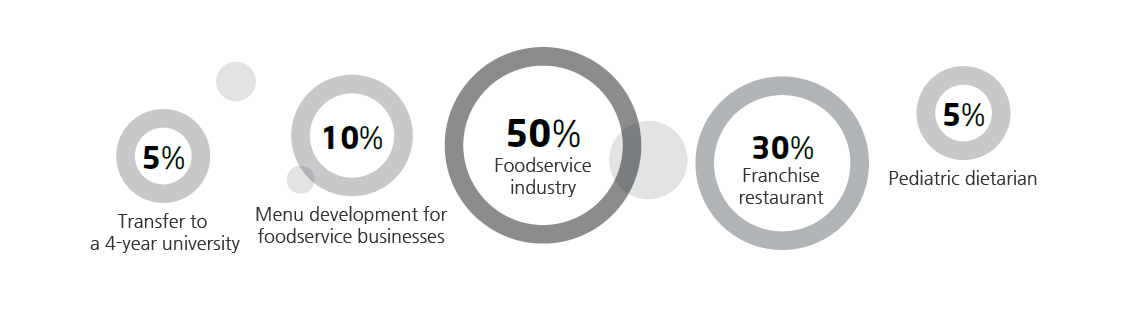 5%
Transfer to
a 4-year university
10%
Menu development for
foodservice businesses
50%
Foodservice
industry
30%
Franchise
restaurant
5%
Pediatric dietarian